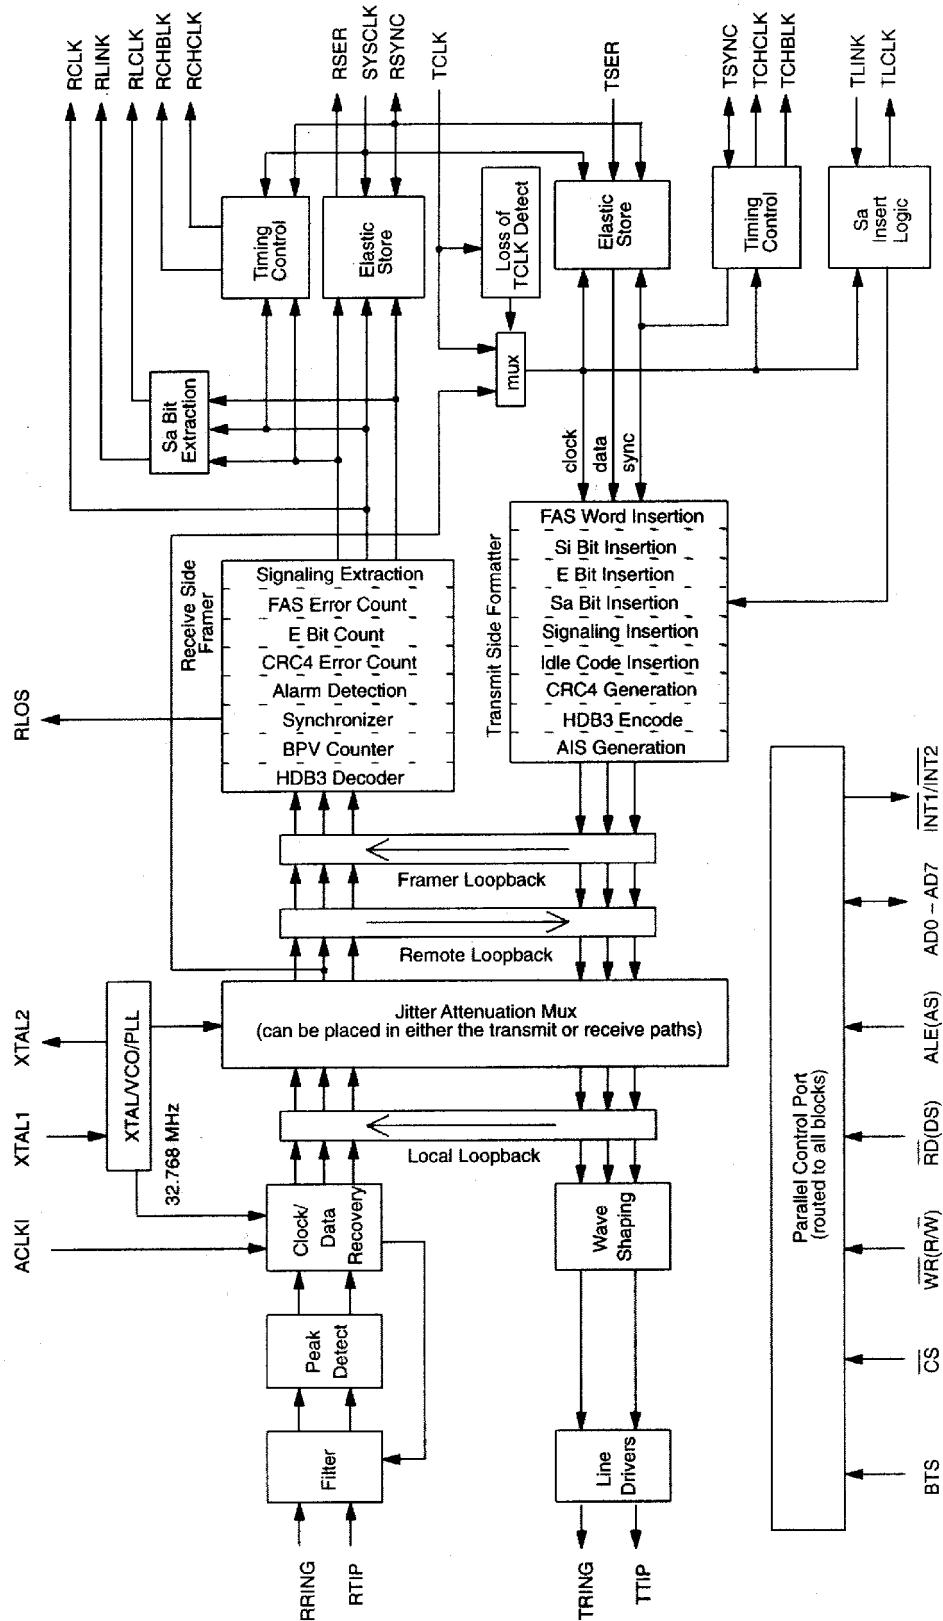 RCLK
RLINK
RLCLK
RCHBLK
RCHCLK
RSER
SYSCLK
RSYNC
TCLK
TSER
TSYNC
TCHCLK
TCHBLK
TLINK
TLCLK
Timing
Control
Elastic
Store
Loss of
TCLK Detect
Elastic
Store
Timing
Control
Sa
Insert
Logic
mux
Sa Bit
Extraction
clock
data
sync
Receive Side
Framer
Signaling Extraction
FAS Error Count
E Bit Count
CRC4 Error Count
Alarm Detection
Synchronizer
BPV Counter
HDB3 Decoder
Transmit Side Formatter
FAS Word Insertion
Si Bit Insertion
E Bit Insertion
Sa Bit Insertion
Signaling Insertion
Idle Code Insertion
CRC4 Generation
HDB3 Encode
AIS Generation
RLOS
Framer Loopback
Remote Loopback
Jitter Attenuation Mux
(can be placed in either the transmit or receive paths)
Local Loopback
XTAL2
XTAL1
ACLKI
XTAL/VCO/PLL
32.768 MHz
Clock/
Data
Recovery
Peak
Detect
Filter
RRING
RTIP
Wave
Shaping
Line
Drivers
TRING
TTIP
Parallel Control Port
(routed to all blocks)
INT1/INT2
AD0 – AD7
ALE(AS)
RD(DS)
WR(R/W)
CS
BTS